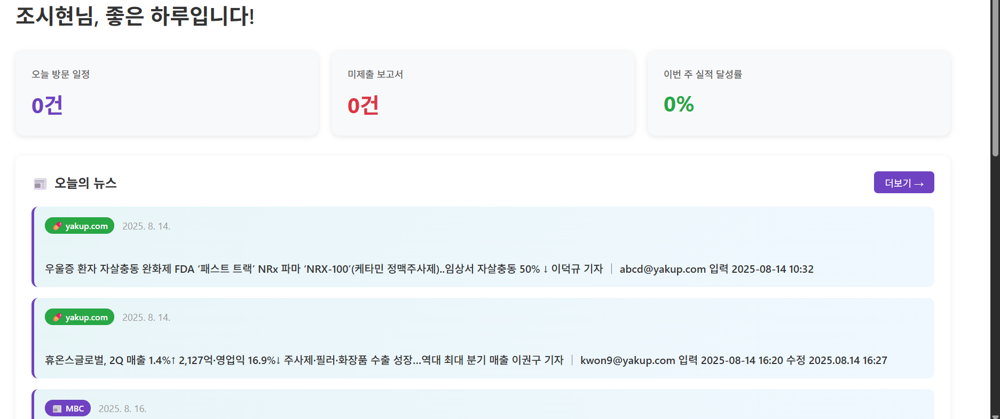 조시현님, 좋은 하루입니다!
오늘 방문 일정
0건
미제출 보고서
0건
이번 주 실적 달성률
0%
오늘의 뉴스
더보기 →
yakup.com 2025. 8. 14.
우울증 환자 자살충동 완화제 FDA ‘패스트 트랙’ NRx 파마 ‘NRX-100’(케타민 정맥주사제)..임상서 자살충동 50% ↓ 이덕규 기자 │ abcd@yakup.com 입력 2025-08-14 10:32
yakup.com 2025. 8. 14.
휴온스글로벌, 2Q 매출 1.4%↑ 2,127억·영업익 16.9%↓ 주사제·필러·화장품 수출 성장…역대 최대 분기 매출 이권구 기자 │ kwon9@yakup.com 입력 2025-08-14 16:20 수정 2025.08.14 16:27
MBC 2025. 8. 16.